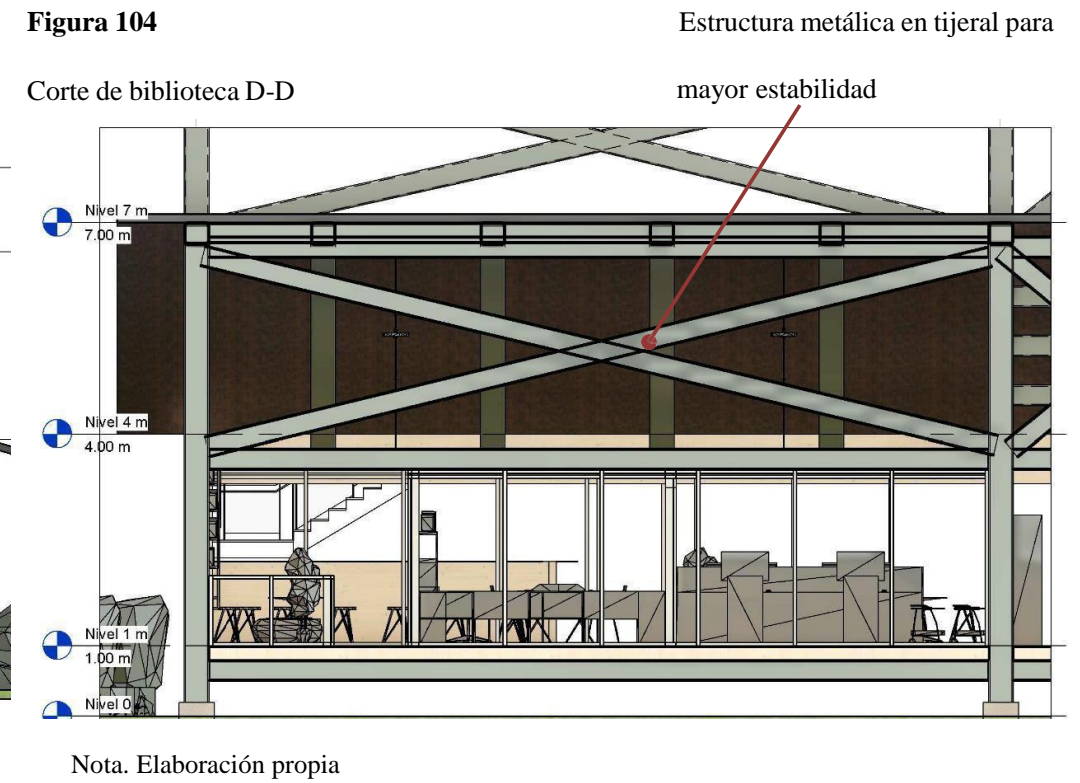 Figura 104
Estructura metálica en tijeral para
Corte de biblioteca D-D
mayor estabilidad
Nivel 7 m
7.00 m
Nivel 4 m
4.00 m
Nivel 1 m
1.00 m
Nivel 0
Nota. Elaboración propia